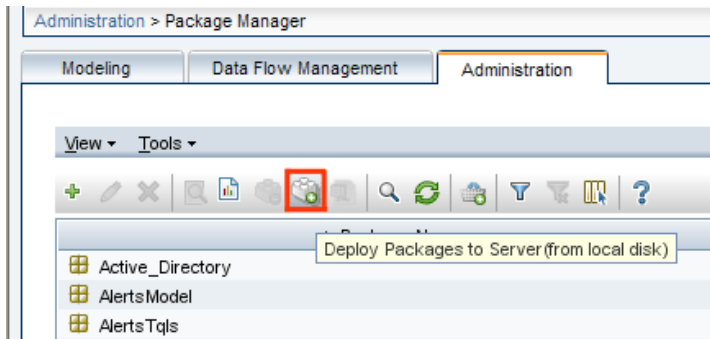 Administration > Package Manager
Modeling Data Flow Management Administration
View Tools
?
Deploy Packages to Server(from local disk)
Active_Directory
AlertsModel
AlertsTqls